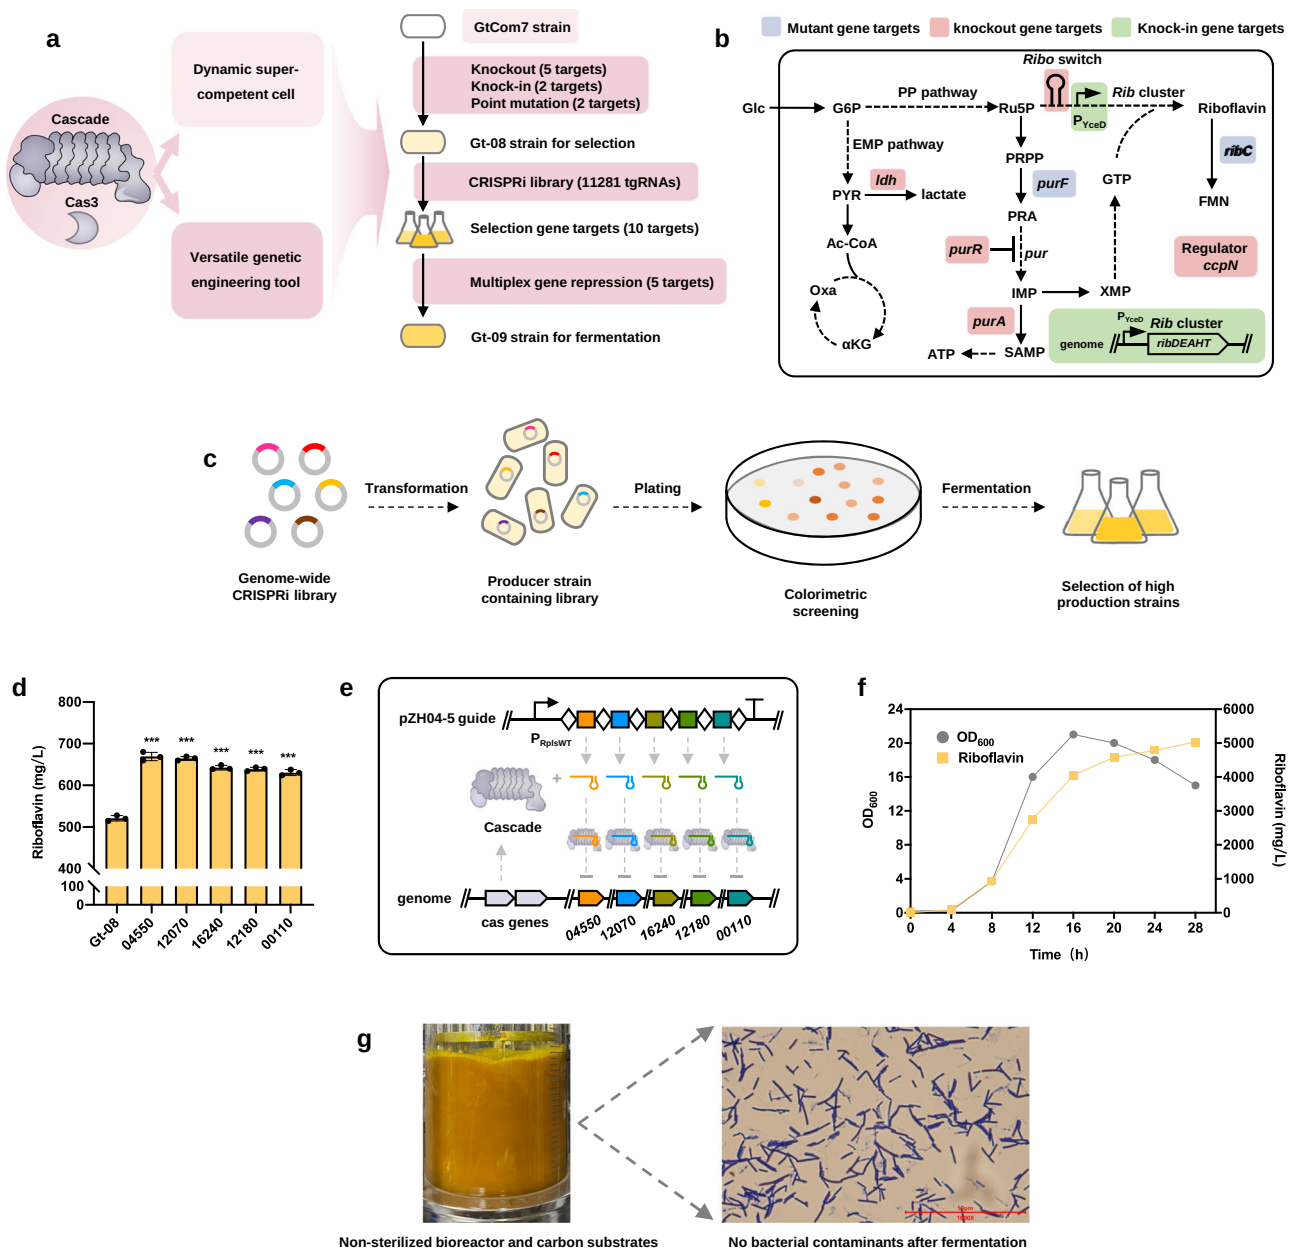 a
Cascade
Cas3
Dynamic super-
competent cell
Versatile genetic
engineering tool
GtCom7 strain
Knockout (5 targets)
Knock-in (2 targets)
Point mutation (2 targets)
Gt-08 strain for selection
CRISPRi library (11281 tgRNAs)
Selection gene targets (10 targets)
Multiplex gene repression (5 targets)
Gt-09 strain for fermentation
b
Mutant gene targets
knockout gene targets
Knock-in gene targets
Ribo switch
Glc
G6P
PP pathway
Ru5P
PYceD
Rib cluster
Riboflavin
EMP pathway
PRPP
ribC
ldh
purF
GTP
PYR
lactate
FMN
PRA
Ac-CoA
purR
pur
Regulator
ccpN
Oxa
IMP
XMP
purA
PYceD
Rib cluster
genome
ribDEAHT
αKG
ATP
SAMP
c
Transformation
Plating
Fermentation
Genome-wide
CRISPRi library
Producer strain
containing library
Colorimetric
screening
Selection of high
production strains
d
Riboflavin (mg/L)
800
700
600
500
400
100
0
***
***
***
***
***
Gt-08
04550
12070
16240
12180
00110
e
pZH04-5 guide
PRplsWT
+
Cascade
genome
cas genes
04550
12070
16240
12180
00110
f
OD600
Riboflavin
OD600
24
20
16
12
8
4
0
Riboflavin (mg/L)
6000
5000
4000
3000
2000
1000
0
0
4
8
12
16
20
24
28
Time (h)
g
10μm
1000X
Non-sterilized bioreactor and carbon substrates
No bacterial contaminants after fermentation